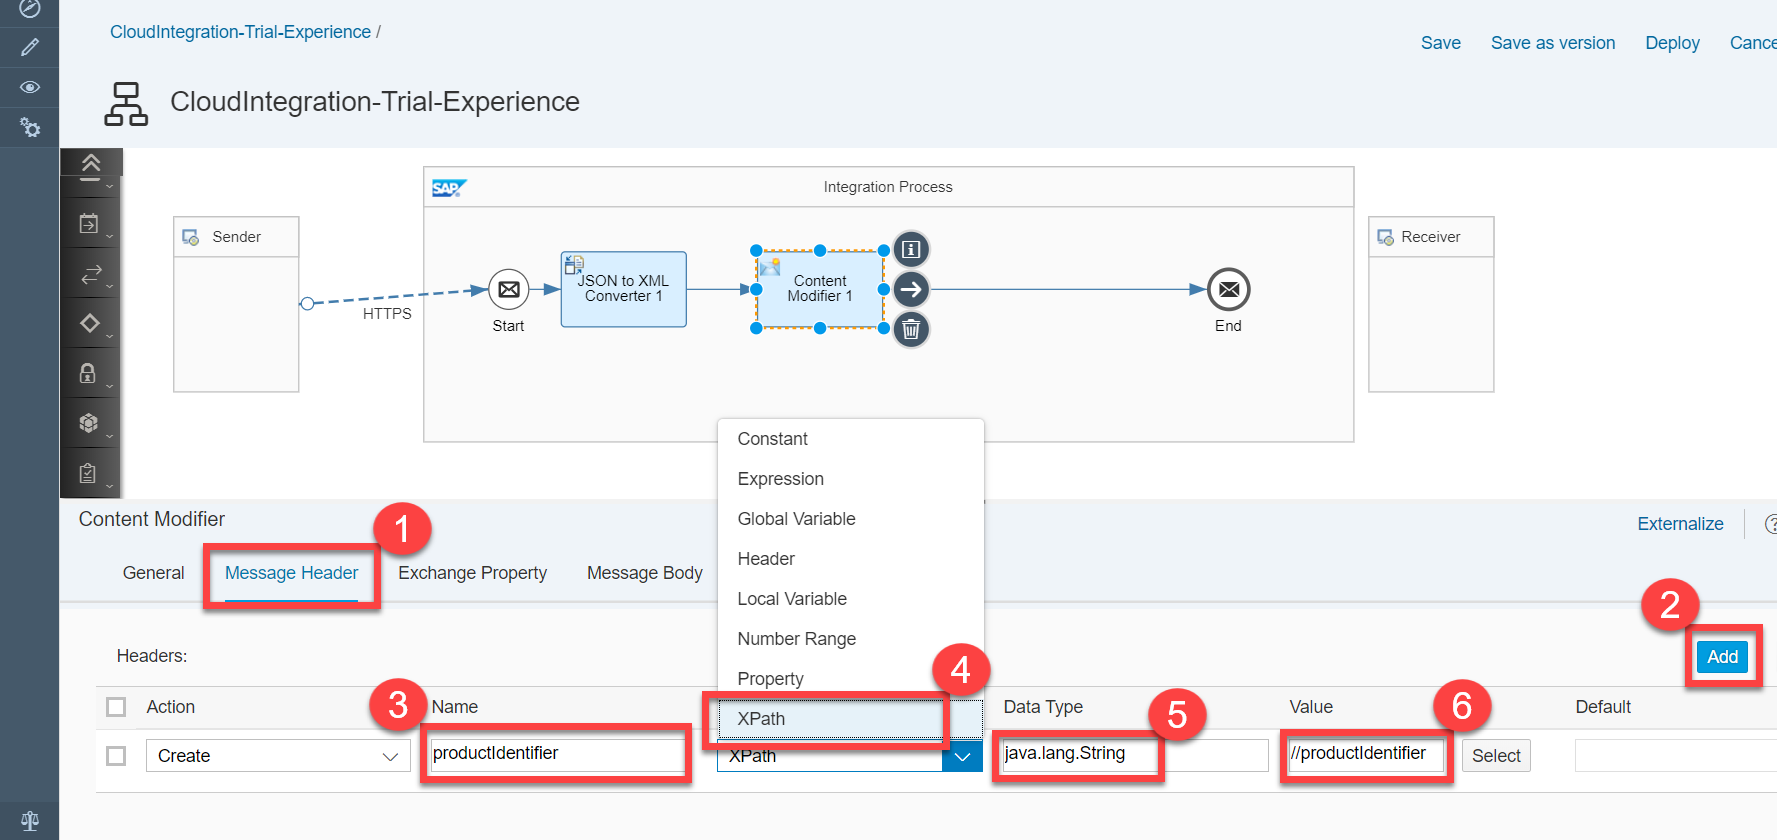 CloudIntegration-Trial-Experience /
Save Save as version Deploy Cance
CloudIntegration-Trial-Experience
SAP
Integration Process
Sender
Receiver
JSON to XML
Converter 1
Content
Modifier 1
HTTPS
Start
End
Constant
Expression
Global Variable
Header
Local Variable
Number Range
Property
XPath
Content Modifier
1
Externalize
?
General Message Header Exchange Property Message Body
2
Headers:
Add
4
3
5
6
Action Name Data Type Value Default
Create productIdentifier XPath java.lang.String //productIdentifier Select